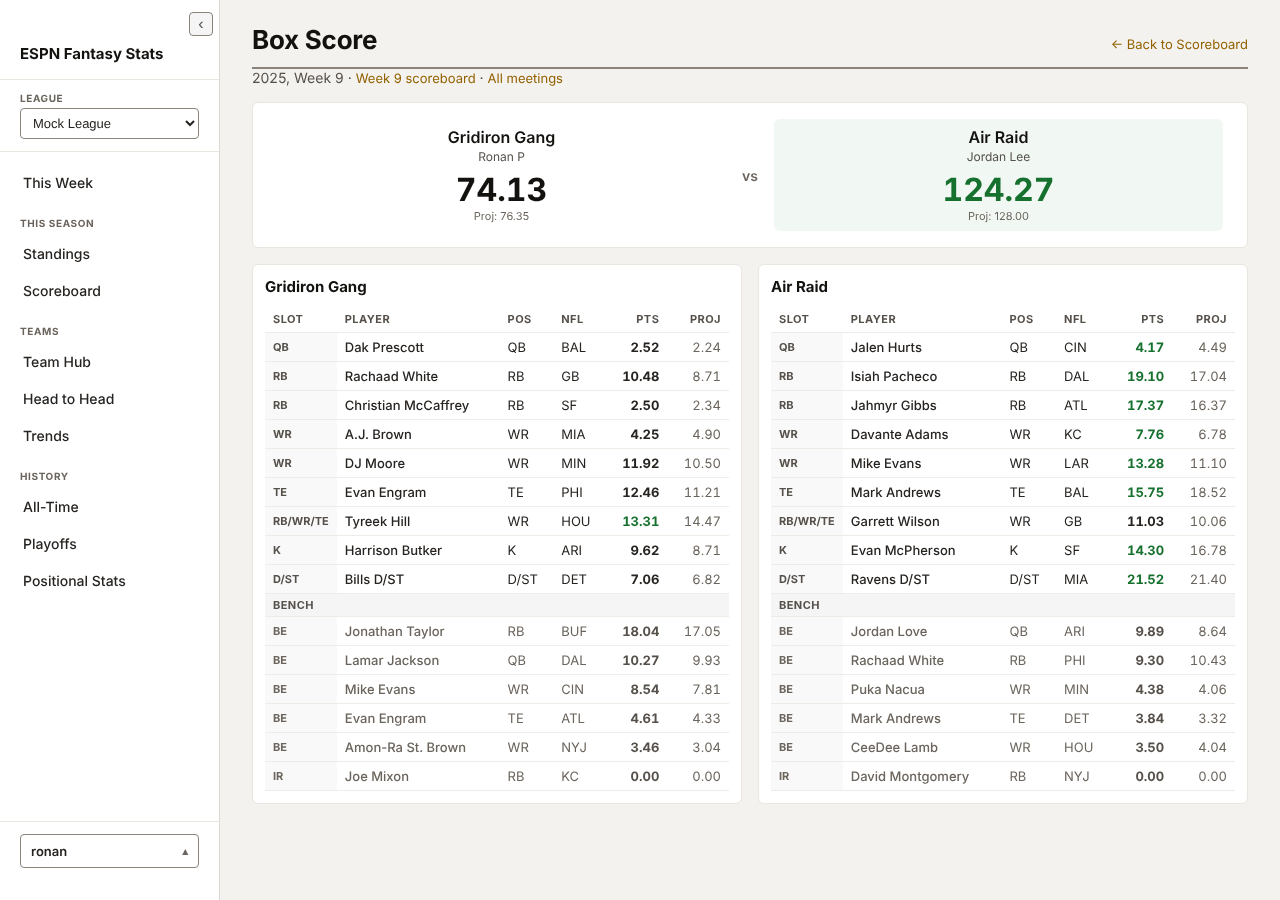 ‹
ESPN Fantasy Stats
LEAGUE
Mock League
This Week
THIS SEASON
Standings
Scoreboard
TEAMS
Team Hub
Head to Head
Trends
HISTORY
All-Time
Playoffs
Positional Stats
ronan ▲
Box Score
← Back to Scoreboard
2025, Week 9 · Week 9 scoreboard · All meetings
Gridiron Gang
Ronan P
74.13
Proj: 76.35
VS
Air Raid
Jordan Lee
124.27
Proj: 128.00
Gridiron Gang
SLOT PLAYER POS NFL PTS PROJ
QB Dak Prescott QB BAL 2.52 2.24
RB Rachaad White RB GB 10.48 8.71
RB Christian McCaffrey RB SF 2.50 2.34
WR A.J. Brown WR MIA 4.25 4.90
WR DJ Moore WR MIN 11.92 10.50
TE Evan Engram TE PHI 12.46 11.21
RB/WR/TE Tyreek Hill WR HOU 13.31 14.47
K Harrison Butker K ARI 9.62 8.71
D/ST Bills D/ST D/ST DET 7.06 6.82
BENCH
BE Jonathan Taylor RB BUF 18.04 17.05
BE Lamar Jackson QB DAL 10.27 9.93
BE Mike Evans WR CIN 8.54 7.81
BE Evan Engram TE ATL 4.61 4.33
BE Amon-Ra St. Brown WR NYJ 3.46 3.04
IR Joe Mixon RB KC 0.00 0.00
Air Raid
SLOT PLAYER POS NFL PTS PROJ
QB Jalen Hurts QB CIN 4.17 4.49
RB Isiah Pacheco RB DAL 19.10 17.04
RB Jahmyr Gibbs RB ATL 17.37 16.37
WR Davante Adams WR KC 7.76 6.78
WR Mike Evans WR LAR 13.28 11.10
TE Mark Andrews TE BAL 15.75 18.52
RB/WR/TE Garrett Wilson WR GB 11.03 10.06
K Evan McPherson K SF 14.30 16.78
D/ST Ravens D/ST D/ST MIA 21.52 21.40
BENCH
BE Jordan Love QB ARI 9.89 8.64
BE Rachaad White RB PHI 9.30 10.43
BE Puka Nacua WR MIN 4.38 4.06
BE Mark Andrews TE DET 3.84 3.32
BE CeeDee Lamb WR HOU 3.50 4.04
IR David Montgomery RB NYJ 0.00 0.00